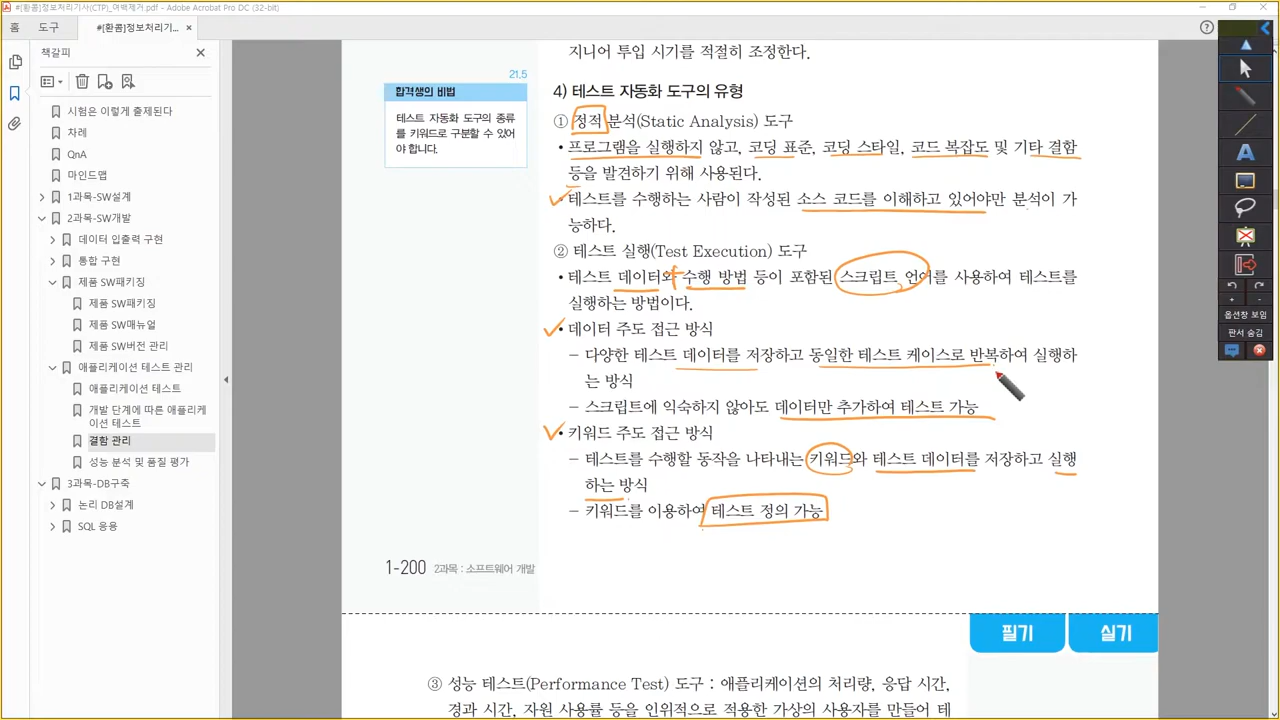 #[환콤]정보처리기사(CTP)_여백제거.pdf - Adobe Acrobat Pro DC (32-bit)
홈 도구 #[환콤]정보처리기... ×
책갈피
시험은 이렇게 출제된다
차례
QnA
마인드맵
1과목-SW설계
2과목-SW개발
데이터 입출력 구현
통합 구현
제품 SW패키징
제품 SW패키징
제품 SW매뉴얼
제품 SW버전 관리
애플리케이션 테스트 관리
애플리케이션 테스트
개발 단계에 따른 애플리케
이션 테스트
결함 관리
성능 분석 및 품질 평가
3과목-DB구축
논리 DB설계
SQL 응용
21.5
합격생의 비법
테스트 자동화 도구의 종류
를 키워드로 구분할 수 있어
야 합니다.
지니어 투입 시기를 적절히 조정한다.
4) 테스트 자동화 도구의 유형
① 정적 분석(Static Analysis) 도구
• 프로그램을 실행하지 않고, 코딩 표준, 코딩 스타일, 코드 복잡도 및 기타 결함
등을 발견하기 위해 사용된다.
• 테스트를 수행하는 사람이 작성된 소스 코드를 이해하고 있어야만 분석이 가
능하다.
② 테스트 실행(Test Execution) 도구
• 테스트 데이터와 수행 방법 등이 포함된 스크립트 언어를 사용하여 테스트를
실행하는 방법이다.
• 데이터 주도 접근 방식
– 다양한 테스트 데이터를 저장하고 동일한 테스트 케이스로 반복하여 실행하
는 방식
– 스크립트에 익숙하지 않아도 데이터만 추가하여 테스트 가능
• 키워드 주도 접근 방식
– 테스트를 수행할 동작을 나타내는 키워드와 테스트 데이터를 저장하고 실행
하는 방식
– 키워드를 이용하여 테스트 정의 가능
1-200 2과목 : 소프트웨어 개발
필기 실기
③ 성능 테스트(Performance Test) 도구 : 애플리케이션의 처리량, 응답 시간,
경과 시간, 자원 사용률 등을 인위적으로 적용한 가상의 사용자를 만들어 테
A
옵션창 보임
판서 숨김